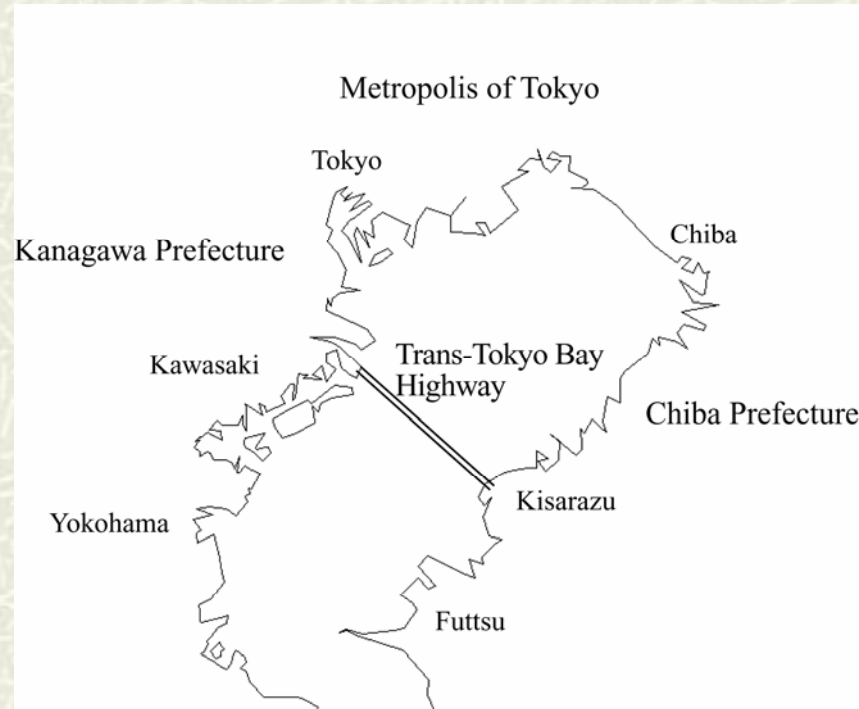 Metropolis of Tokyo
Tokyo
Chiba
Kanagawa Prefecture
Kawasaki
Trans-Tokyo Bay
Highway
Chiba Prefecture
Kisarazu
Yokohama
Futtsu